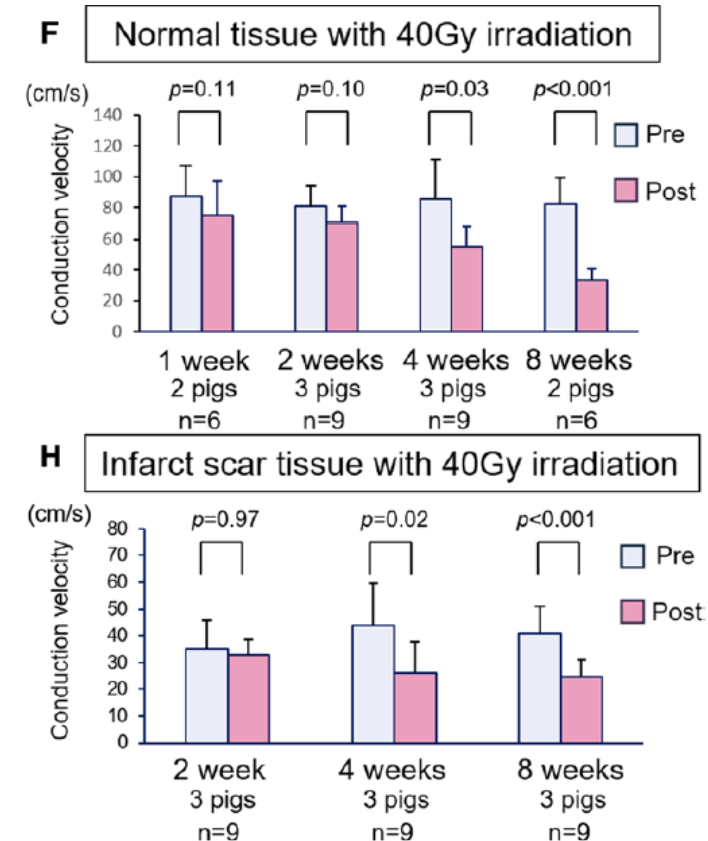 F Normal tissue with 40Gy irradiation
(cm/s) p=0.11 p=0.10 p=0.03 p<0.001
Conduction velocity
140
120
100
80
60
40
20
0
Pre
Post
1 week 2 weeks 4 weeks 8 weeks
2 pigs 3 pigs 3 pigs 2 pigs
n=6 n=9 n=9 n=6
H Infarct scar tissue with 40Gy irradiation
(cm/s) p=0.97 p=0.02 p<0.001
Conduction velocity
80
70
60
50
40
30
20
10
0
Pre
Post
2 week 4 weeks 8 weeks
3 pigs 3 pigs 3 pigs
n=9 n=9 n=9